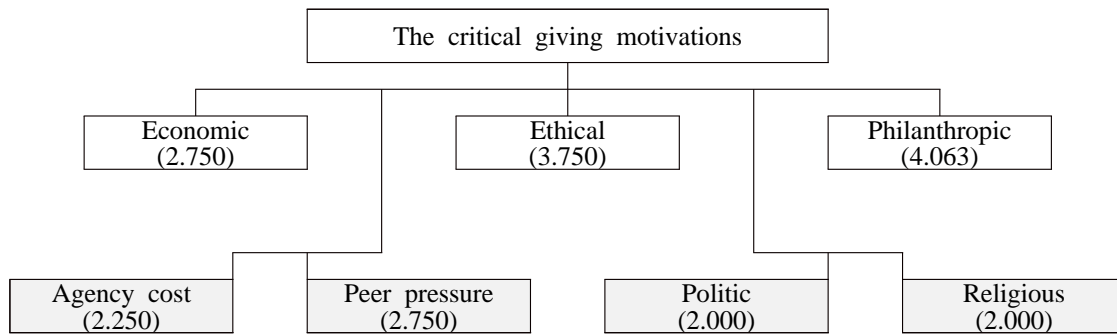 The critical giving motivations
Economic
(2.750)
Ethical
(3.750)
Philanthropic
(4.063)
Agency cost
(2.250)
Peer pressure
(2.750)
Politic
(2.000)
Religious
(2.000)